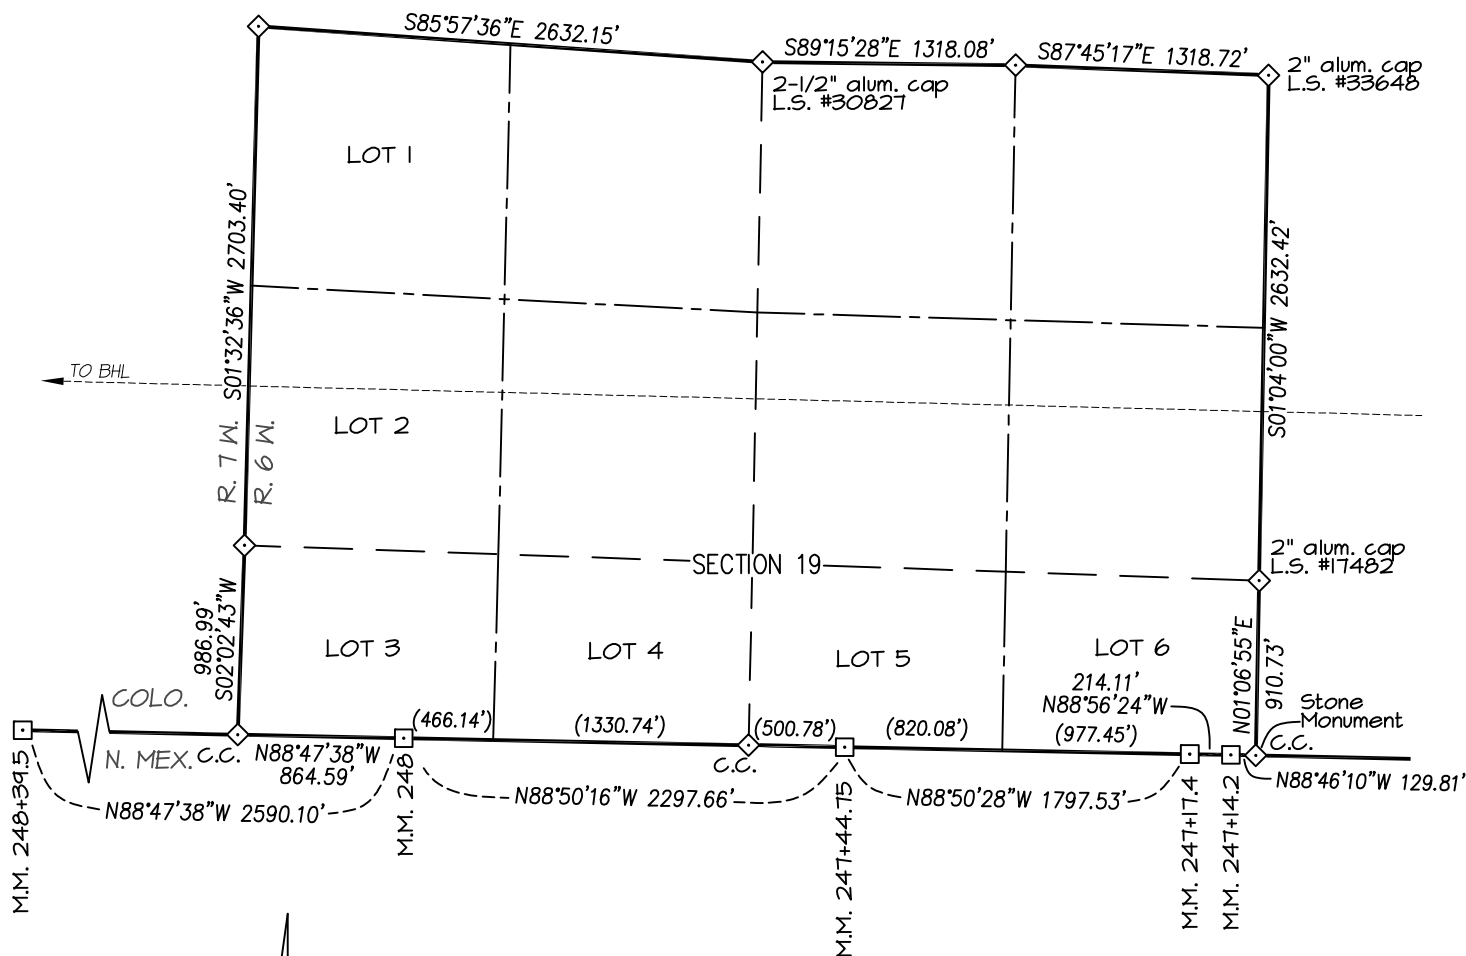 S85°57'36"E 2632.15'
S89°15'28"E 1318.08'
S87°45'17"E 1318.72'
2" alum. cap
L.S. #33648
2-1/2" alum. cap
L.S. #30827
LOT 1
S01°32'36"W 2703.40'
S01°04'00"W 2632.42'
TO BHL
LOT 2
R. 7 W.
R. 6 W.
SECTION 19
2" alum. cap
L.S. #17482
986.99'
S02°02'43"W
LOT 3
LOT 4
LOT 5
LOT 6
214.11'
N88°56'24"W
N01°06'55"E
910.73'
Stone
Monument
COLO.
N. MEX.
C.C.
N88°47'38"W
864.59'
(466.14')
(1330.74')
(500.78')
(820.08')
(977.45')
C.C.
C.C.
N88°46'10"W 129.81'
N88°47'38"W 2590.10'
N88°50'16"W 2297.66'
N88°50'28"W 1797.53'
M.M. 248+39.5
M.M. 248
M.M. 247+44.75
M.M. 247+17.4
M.M. 247+14.2